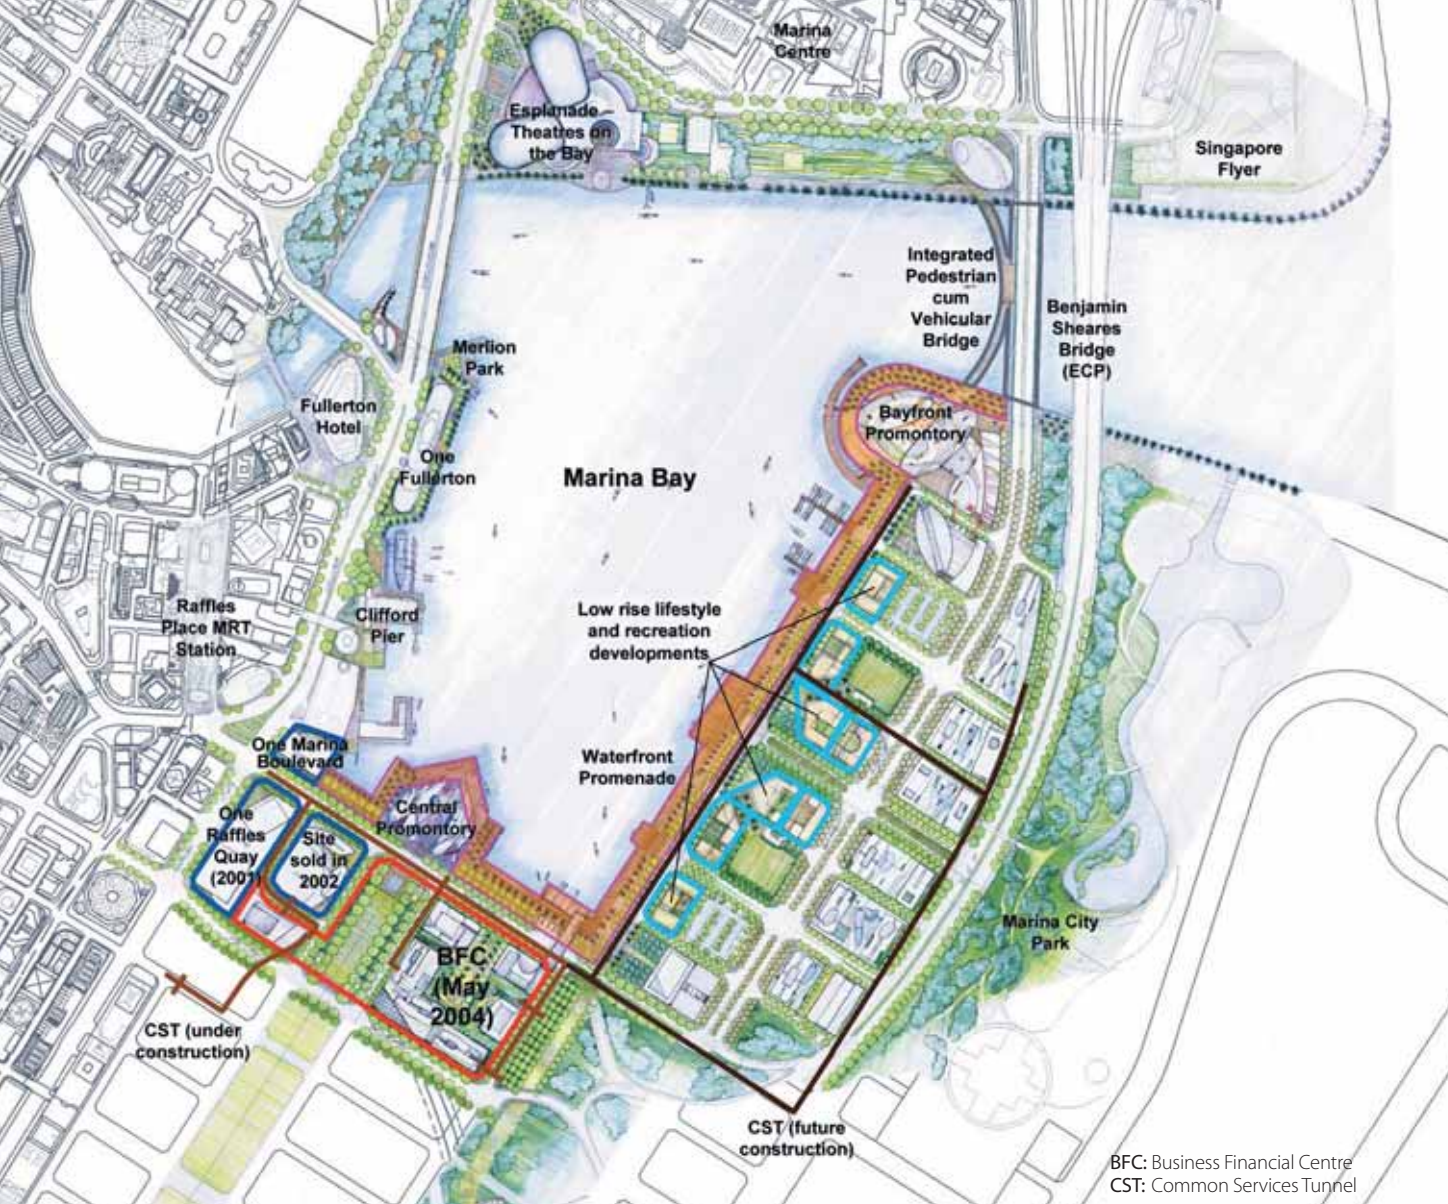 Marina
Centre
Esplanade –
Theatres on
the Bay
Singapore
Flyer
Integrated
Pedestrian
cum
Vehicular
Bridge
Benjamin
Sheares
Bridge
(ECP)
Merlion
Park
Fullerton
Hotel
Bayfront
Promontory
One
Fullerton
Marina Bay
Raffles
Place MRT
Station
Clifford
Pier
Low rise lifestyle
and recreation
developments
One Marina
Boulevard
Waterfront
Promenade
One
Raffles
Quay
(2001)
Site
sold in
2002
Central
Promontory
BFC
(May
2004)
Marina City
Park
CST (under
construction)
CST (future
construction)
BFC: Business Financial Centre
CST: Common Services Tunnel